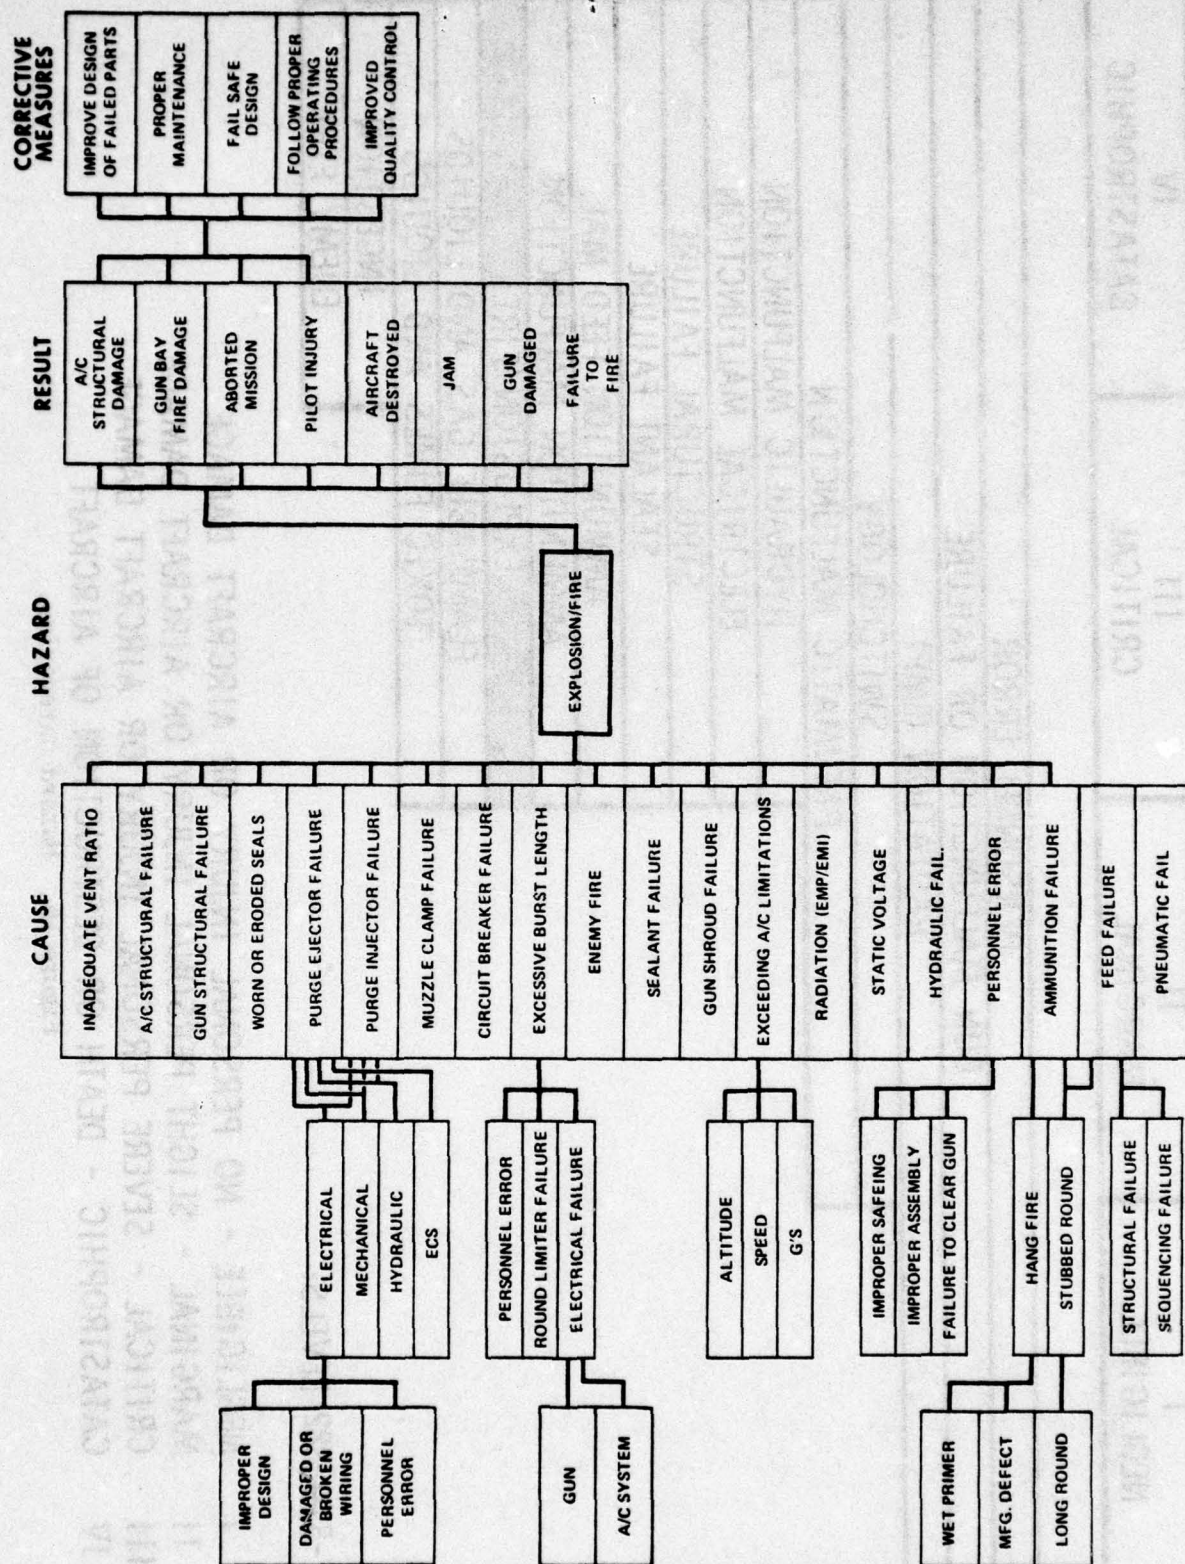 CAUSE
HAZARD
RESULT
CORRECTIVE
MEASURES
IMPROPER
DESIGN
DAMAGED OR
BROKEN
WIRING
PERSONNEL
ERROR
GUN
A/C SYSTEM
WET PRIMER
MFG. DEFECT
LONG ROUND
ELECTRICAL
MECHANICAL
HYDRAULIC
ECS
PERSONNEL ERROR
ROUND LIMITER FAILURE
ELECTRICAL FAILURE
ALTITUDE
SPEED
G'S
IMPROPER SAFEING
IMPROPER ASSEMBLY
FAILURE TO CLEAR GUN
HANG FIRE
STUBBED ROUND
STRUCTURAL FAILURE
SEQUENCING FAILURE
INADEQUATE VENT RATIO
A/C STRUCTURAL FAILURE
GUN STRUCTURAL FAILURE
WORN OR ERODED SEALS
PURGE EJECTOR FAILURE
PURGE INJECTOR FAILURE
MUZZLE CLAMP FAILURE
CIRCUIT BREAKER FAILURE
EXCESSIVE BURST LENGTH
ENEMY FIRE
SEALANT FAILURE
GUN SHROUD FAILURE
EXCEEDING A/C LIMITATIONS
RADIATION (EMP/EMI)
STATIC VOLTAGE
HYDRAULIC FAIL.
PERSONNEL ERROR
AMMUNITION FAILURE
FEED FAILURE
PNEUMATIC FAIL
EXPLOSION/FIRE
A/C
STRUCTURAL
DAMAGE
GUN BAY
FIRE DAMAGE
ABORTED
MISSION
PILOT INJURY
AIRCRAFT
DESTROYED
JAM
GUN
DAMAGED
FAILURE
TO
FIRE
IMPROVE DESIGN
OF FAILED PARTS
PROPER
MAINTENANCE
FAIL SAFE
DESIGN
FOLLOW PROPER
OPERATING
PROCEDURES
IMPROVED
QUALITY CONTROL